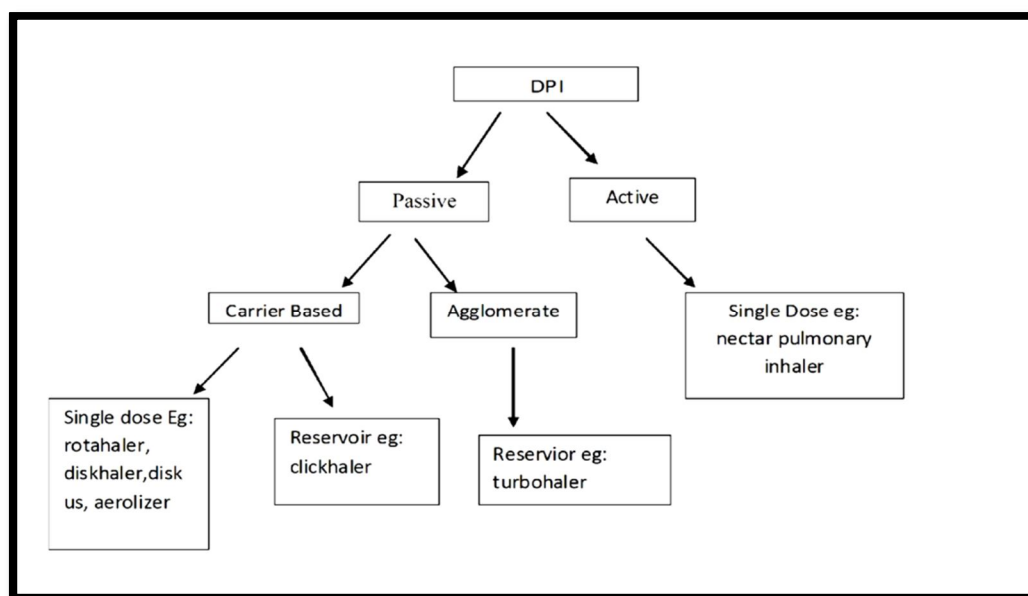 DPI
Passive
Active
Carrier Based
Agglomerate
Single Dose eg:
nectar pulmonary
inhaler
Single dose Eg:
rotahaler,
diskhaler,disk
us, aerolizer
Reservoir eg:
clickhaler
Reservior eg:
turbohaler